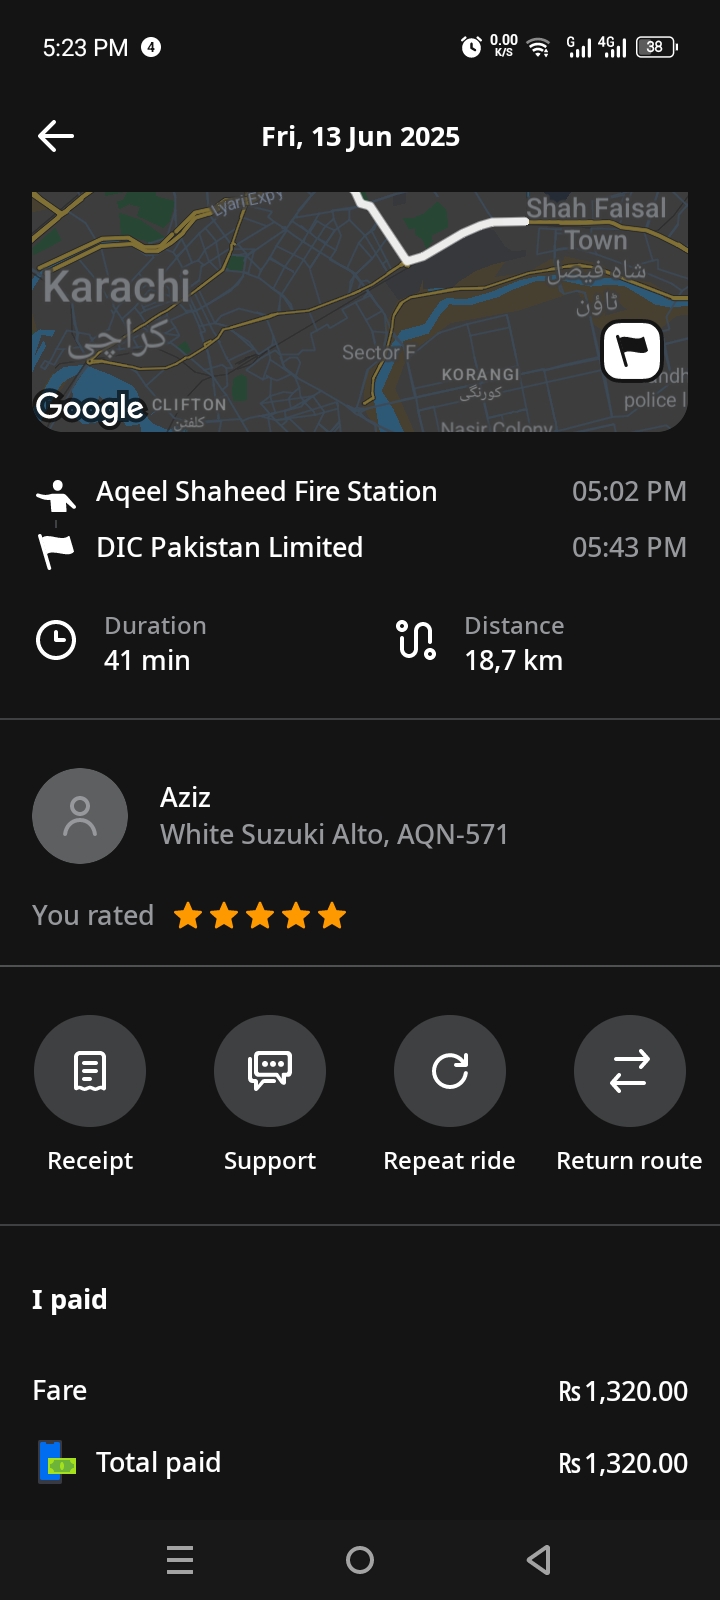 5:23 PM 4 0.00 K/S G 4G 38
Fri, 13 Jun 2025
Lyari Expy
Shah Faisal
Town
شاہ فیصل
ٹاؤن
Karachi
کراچی
Sector F
KORANGI
کورنگی
police
Google
CLIFTON
کلفٹن
Nasir Colony
Aqeel Shaheed Fire Station 05:02 PM
DIC Pakistan Limited 05:43 PM
Duration Distance
41 min 18,7 km
Aziz
White Suzuki Alto, AQN-571
You rated
Receipt Support Repeat ride Return route
I paid
Fare Rs 1,320.00
Total paid Rs 1,320.00